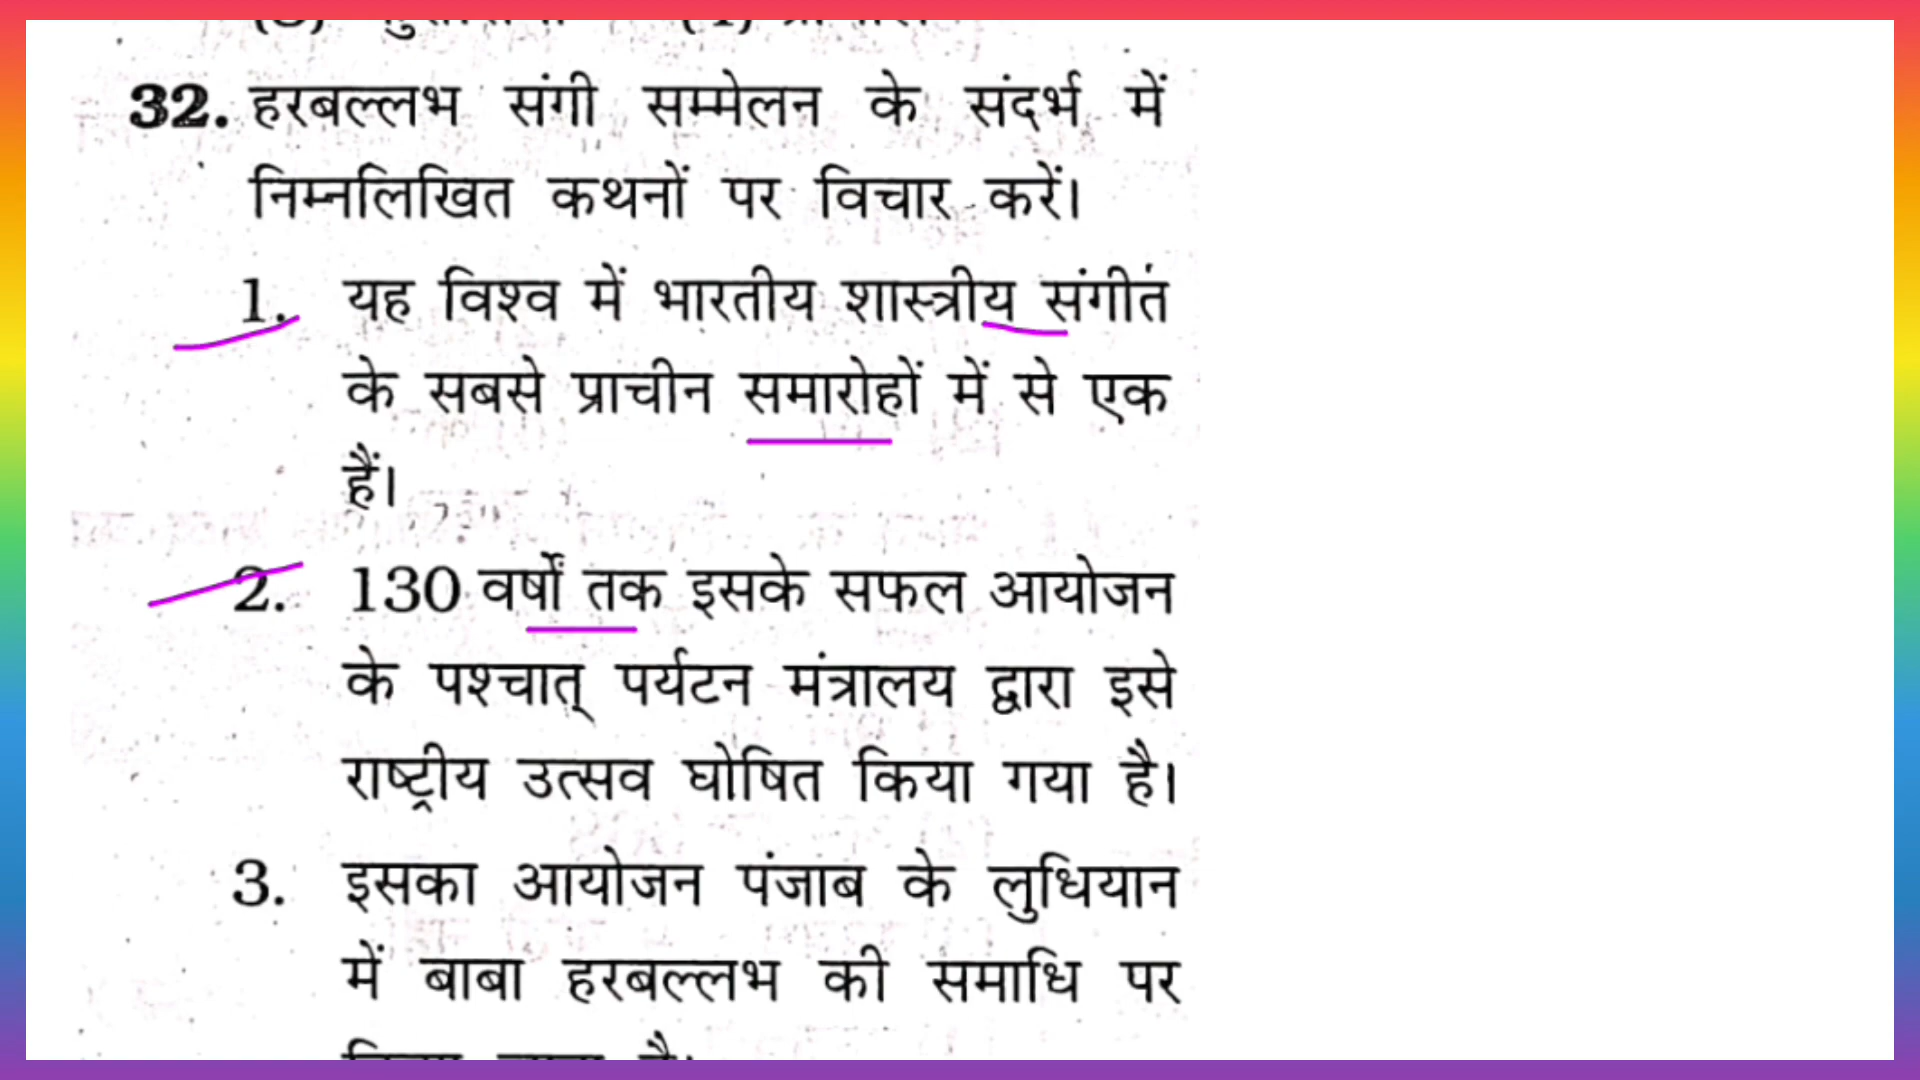 32. हरबल्लभ संगी सम्मेलन के संदर्भ में
निम्नलिखित कथनों पर विचार करें।
1. यह विश्व में भारतीय शास्त्रीय संगीत
के सबसे प्राचीन समारोहों में से एक
हैं।
2. 130 वर्षों तक इसके सफल आयोजन
के पश्चात् पर्यटन मंत्रालय द्वारा इसे
राष्ट्रीय उत्सव घोषित किया गया है।
3. इसका आयोजन पंजाब के लुधियान
में बाबा हरबल्लभ की समाधि पर